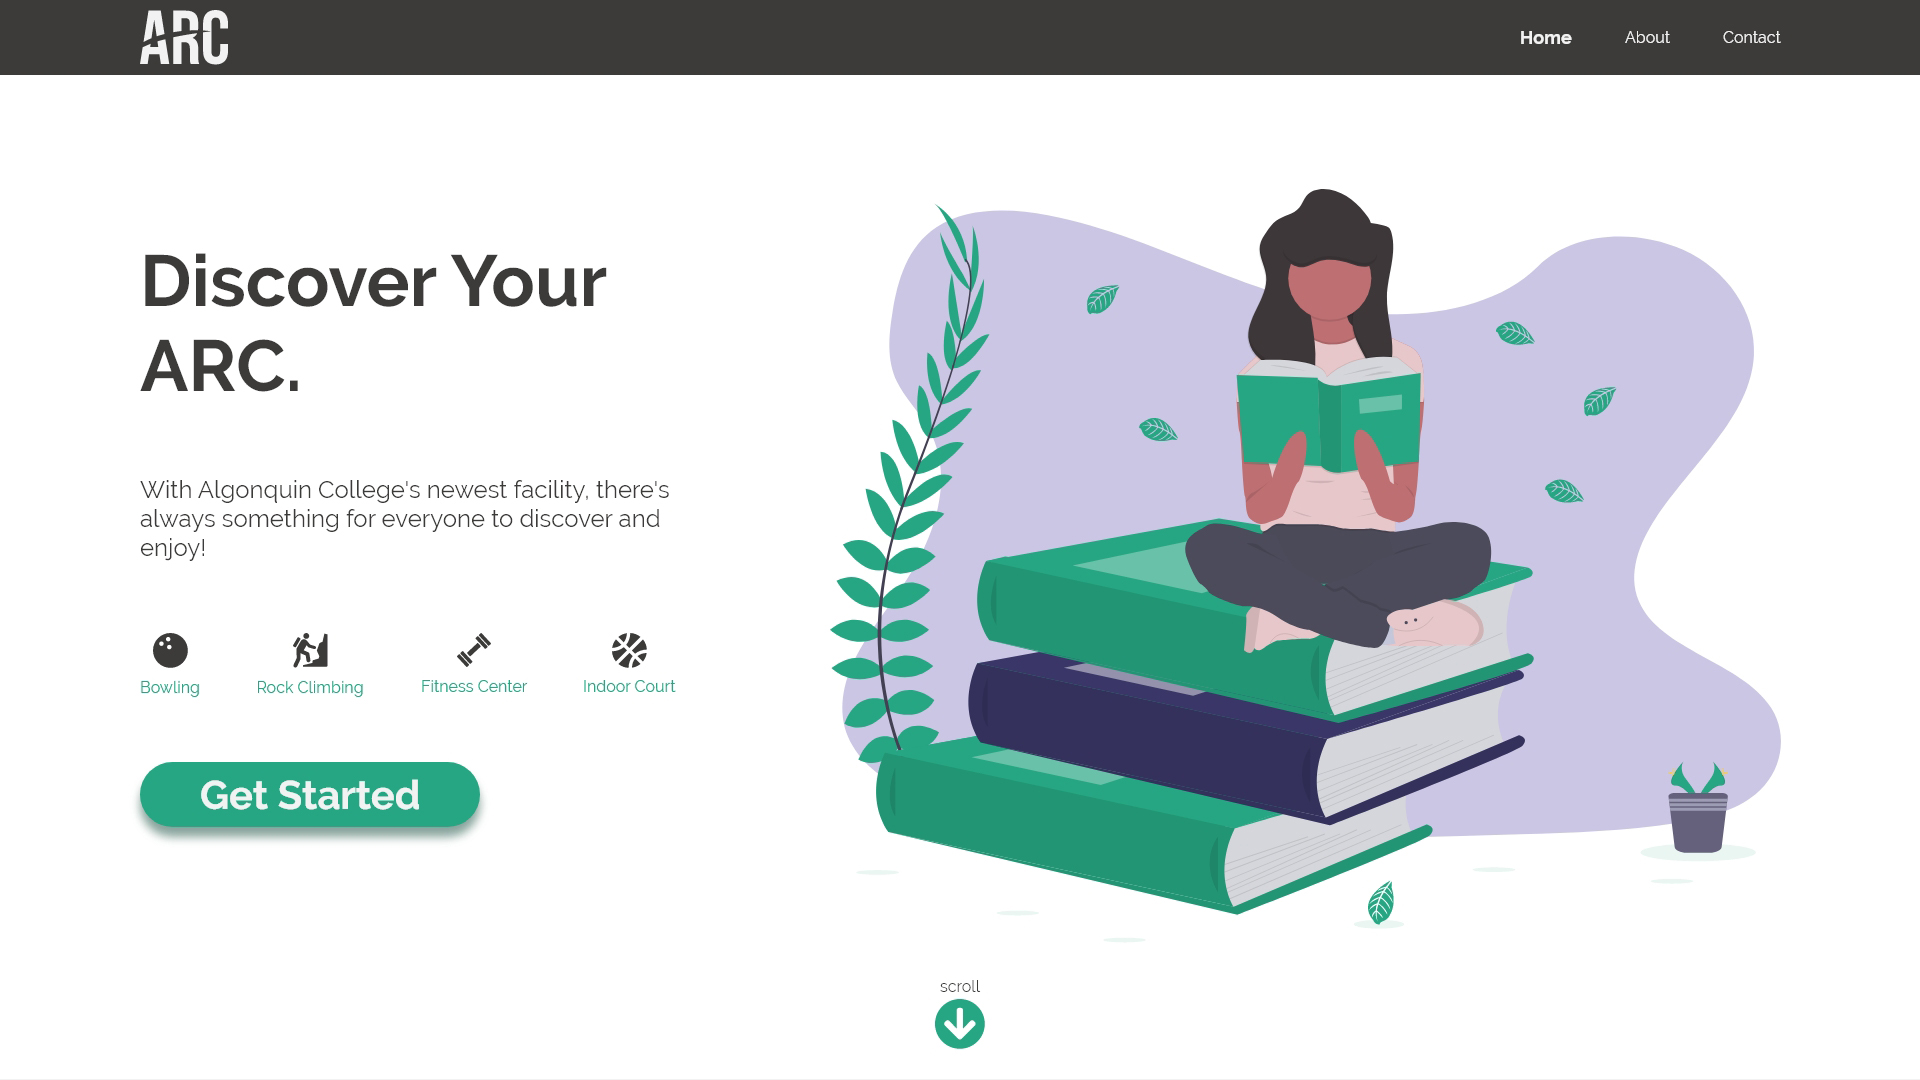 ARC
Home
About
Contact
Discover Your
ARC.
With Algonquin College's newest facility, there's
always something for everyone to discover and
enjoy!
Bowling
Rock Climbing
Fitness Center
Indoor Court
Get Started
scroll